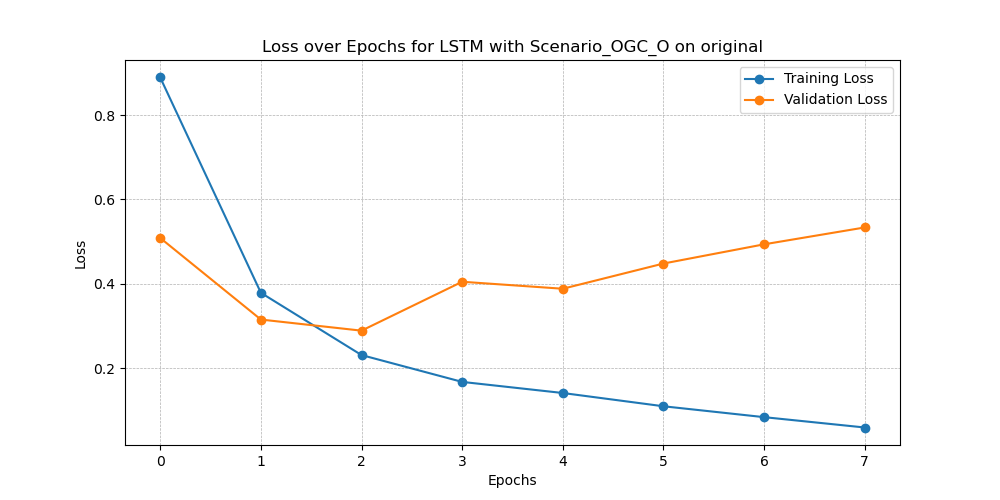 Loss over Epochs for LSTM with Scenario_OGC_O on original
Training Loss
Validation Loss
0.8
0.6
0.4
0.2
Loss
0 1 2 3 4 5 6 7
Epochs